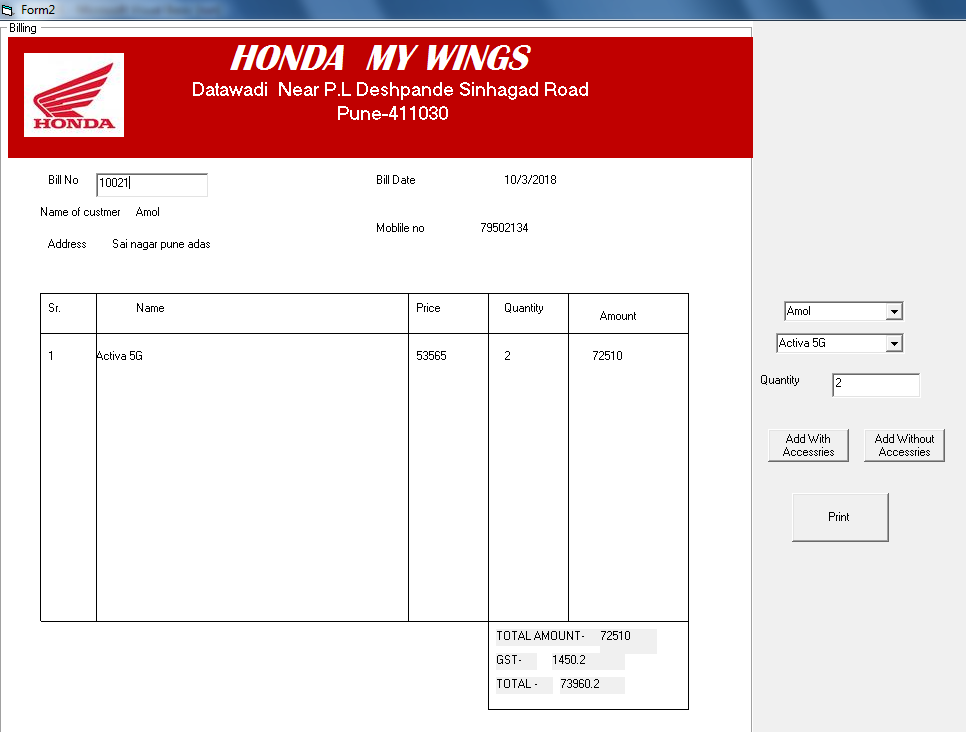 Form2
Billing
HONDA MY WINGS
HONDA
Datawadi Near P.L Deshpande Sinhagad Road
Pune-411030
Bill No 10021 Bill Date 10/3/2018
Name of custmer Amol
Moblile no 79502134
Address Sai nagar pune adas
Sr. Name Price Quantity Amount
1 Activa 5G 53565 2 72510
TOTAL AMOUNT- 72510
GST- 1450.2
TOTAL - 73960.2
Amol
Activa 5G
Quantity 2
Add With
Accessries
Add Without
Accessries
Print